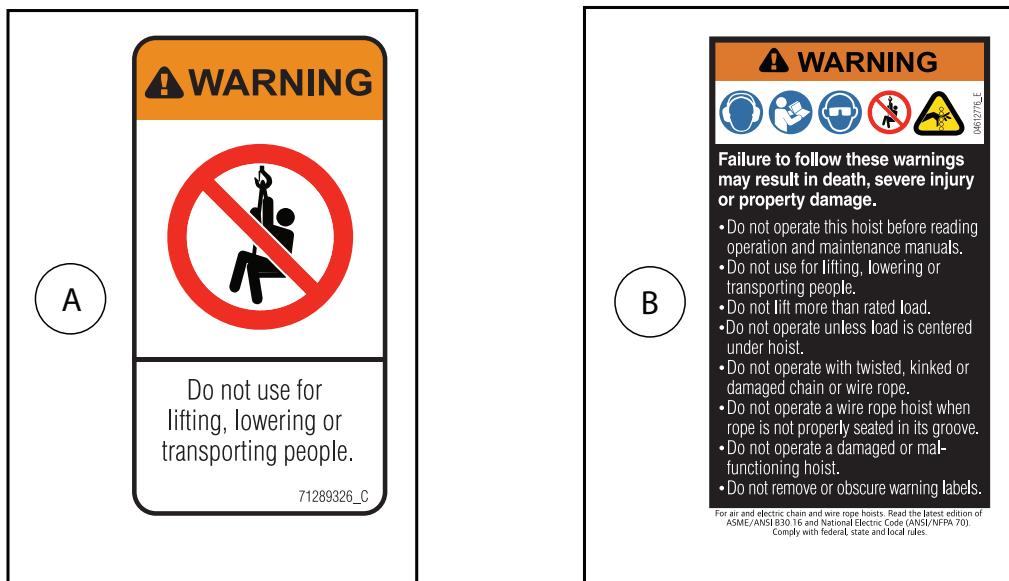 A
WARNING
Do not use for
lifting, lowering or
transporting people.
71289326_C
B
WARNING
04612776_E
Failure to follow these warnings
may result in death, severe injury
or property damage.
• Do not operate this hoist before reading
operation and maintenance manuals.
• Do not use for lifting, lowering or
transporting people.
• Do not lift more than rated load.
• Do not operate unless load is centered
under hoist.
• Do not operate with twisted, kinked or
damaged chain or wire rope.
• Do not operate a wire rope hoist when
rope is not properly seated in its groove.
• Do not operate a damaged or mal-
functioning hoist.
• Do not remove or obscure warning labels.
For air and electric chain and wire rope hoists. Read the latest edition of
ASME/ANSI B30.16 and National Electric Code (ANSI/NFPA 70).
Comply with federal, state and local rules.